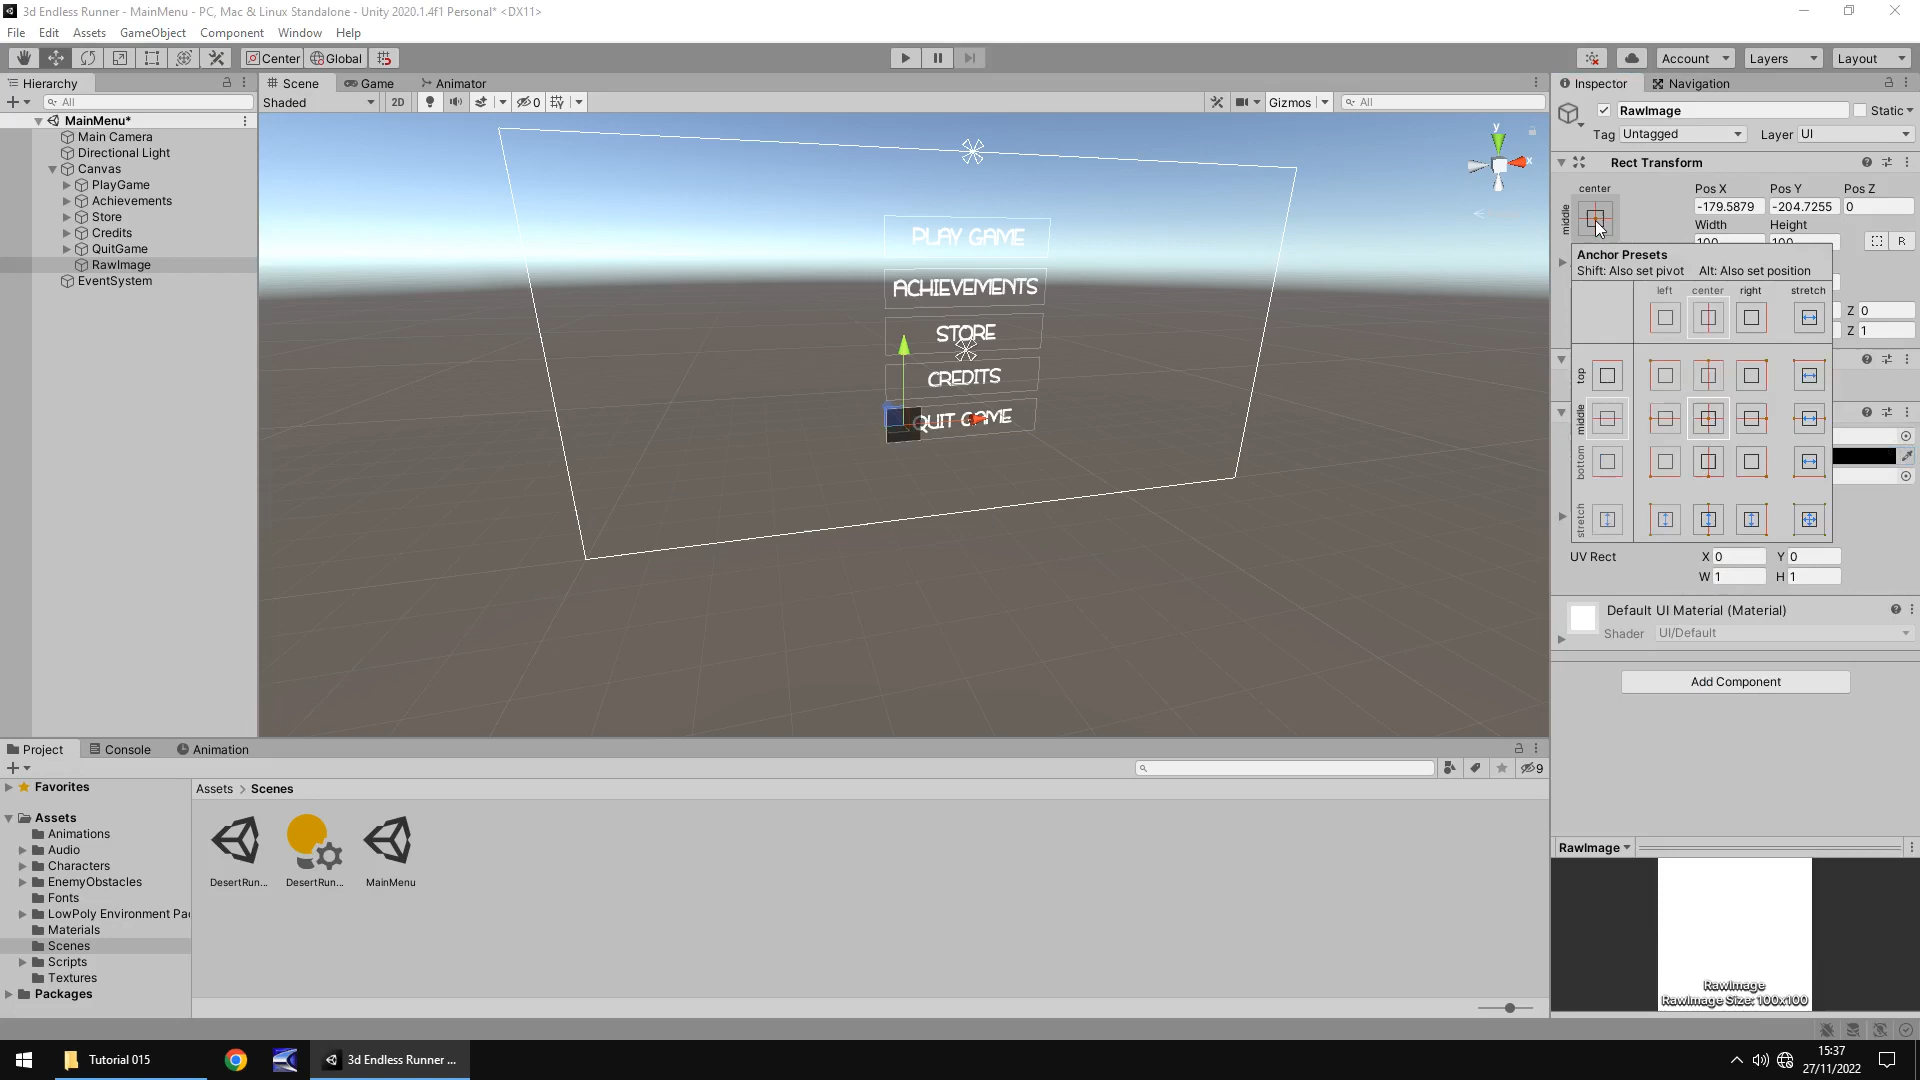 3d Endless Runner - MainMenu - PC, Mac & Linux Standalone - Unity 2020.1.4f1 Personal* <DX11>
File Edit Assets GameObject Component Window Help
Center Global Account Layers Layout
Hierarchy Scene Game Animator Inspector Navigation
All Shaded 2D 0 Gizmos All
RawImage Static
Tag Untagged Layer UI
MainMenu*
Main Camera
Directional Light
Canvas
PlayGame
Achievements
Store
Credits
QuitGame
RawImage
EventSystem
y
x
PLAY GAME
ACHIEVEMENTS
STORE
CREDITS
QUIT GAME
Rect Transform
center Pos X Pos Y Pos Z
middle -179.5879 -204.7255 0
Width Height
100 100 R
Anchor Presets
Shift: Also set pivot Alt: Also set position
left center right stretch
Z 0
Z 1
top
middle
bottom
stretch
UV Rect X 0 Y 0
W 1 H 1
Default UI Material (Material)
Shader UI/Default
Add Component
Project Console Animation
9
Favorites
Assets
Animations
Audio
Characters
EnemyObstacles
Fonts
LowPoly Environment Pac
Materials
Scenes
Scripts
Textures
Packages
Assets > Scenes
DesertRun... DesertRun... MainMenu
RawImage
RawImage
RawImage Size: 100x100
Tutorial 015 3d Endless Runner ...
15:37
27/11/2022